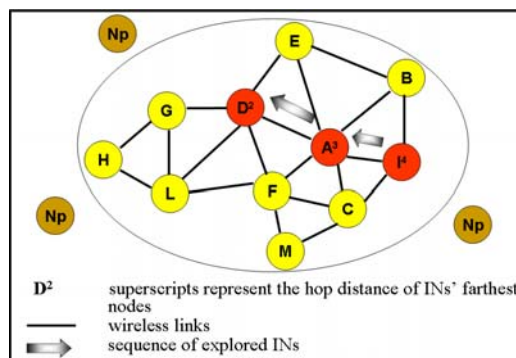 Np
E
B
D²
G
A³
I⁴
H
L
F
C
Np
M
Np
D² superscripts represent the hop distance of INs' farthest
nodes
wireless links
sequence of explored INs